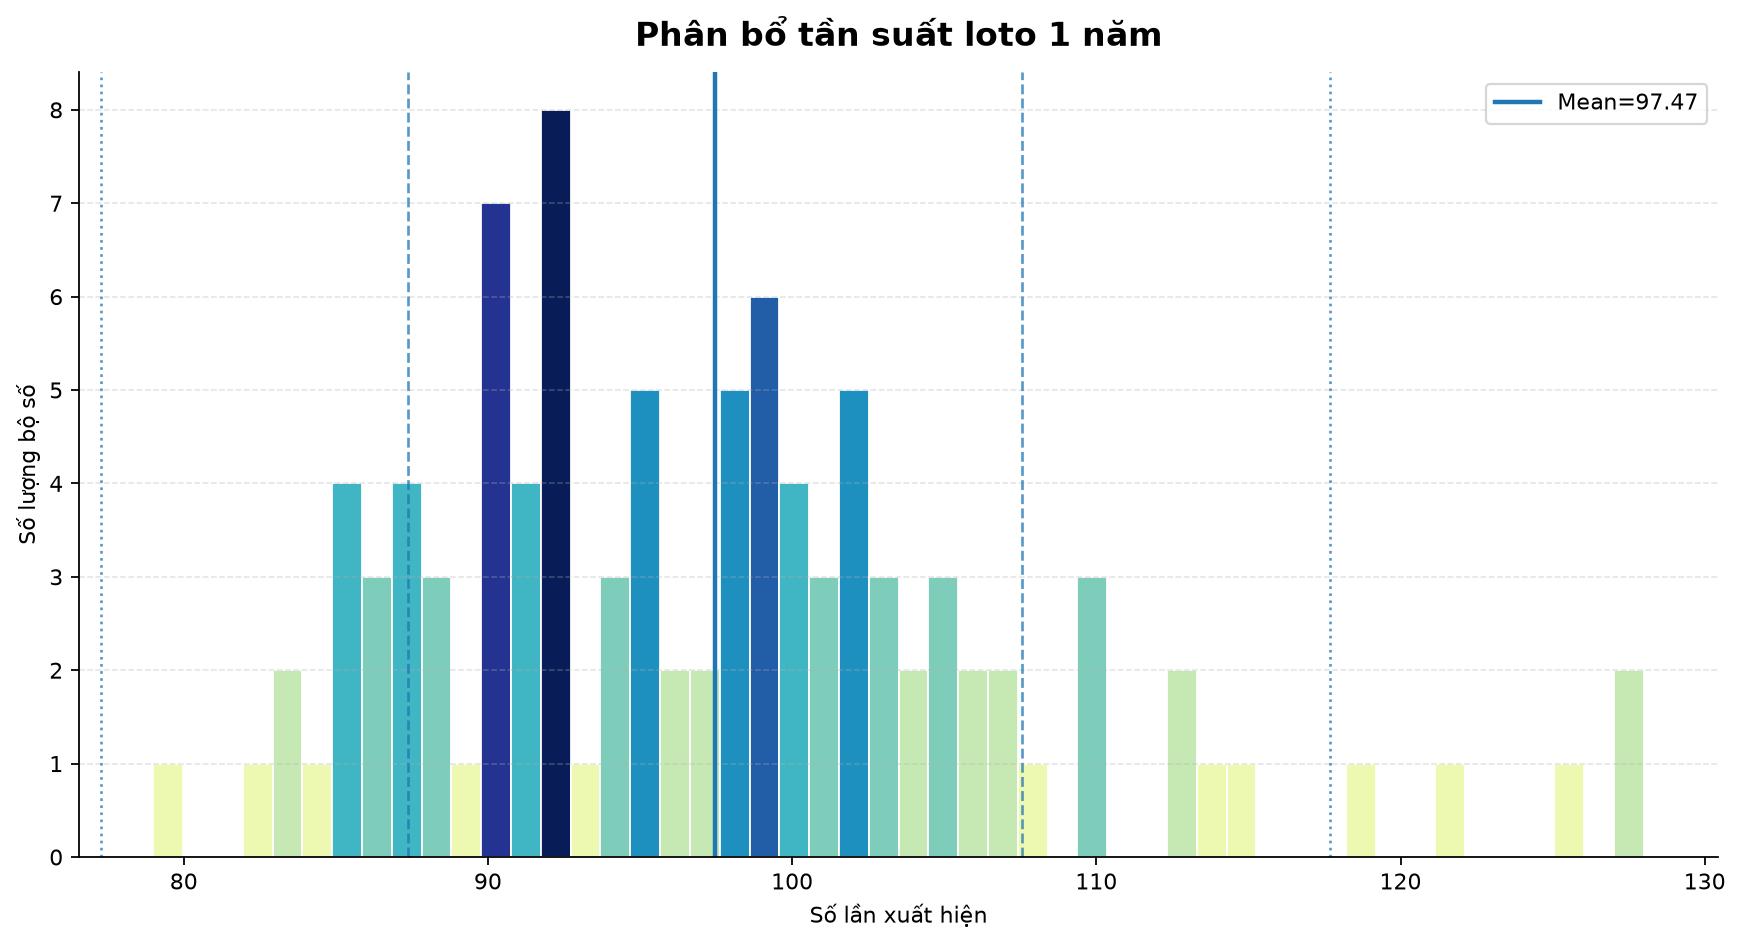 Phân bổ tần suất loto 1 năm
Mean=97.47
Số lượng bộ số
8
7
6
5
4
3
2
1
0
80 90 100 110 120 130
Số lần xuất hiện